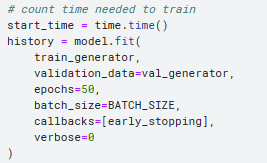 # count time needed to train
start_time = time.time()
history = model.fit(
    train_generator,
    validation_data=val_generator,
    epochs=50,
    batch_size=BATCH_SIZE,
    callbacks=[early_stopping],
    verbose=0
)